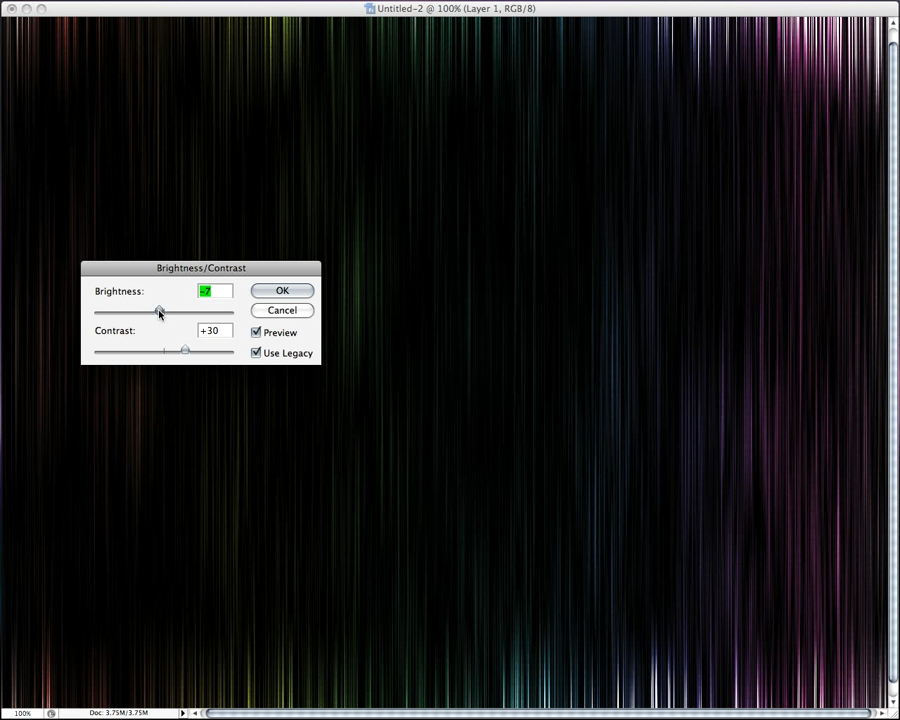 Untitled-2 @ 100% (Layer 1, RGB/8)
Brightness/Contrast
Brightness: -7 OK
Cancel
Contrast: +30 Preview
Use Legacy
100% Doc: 3.75M/3.75M